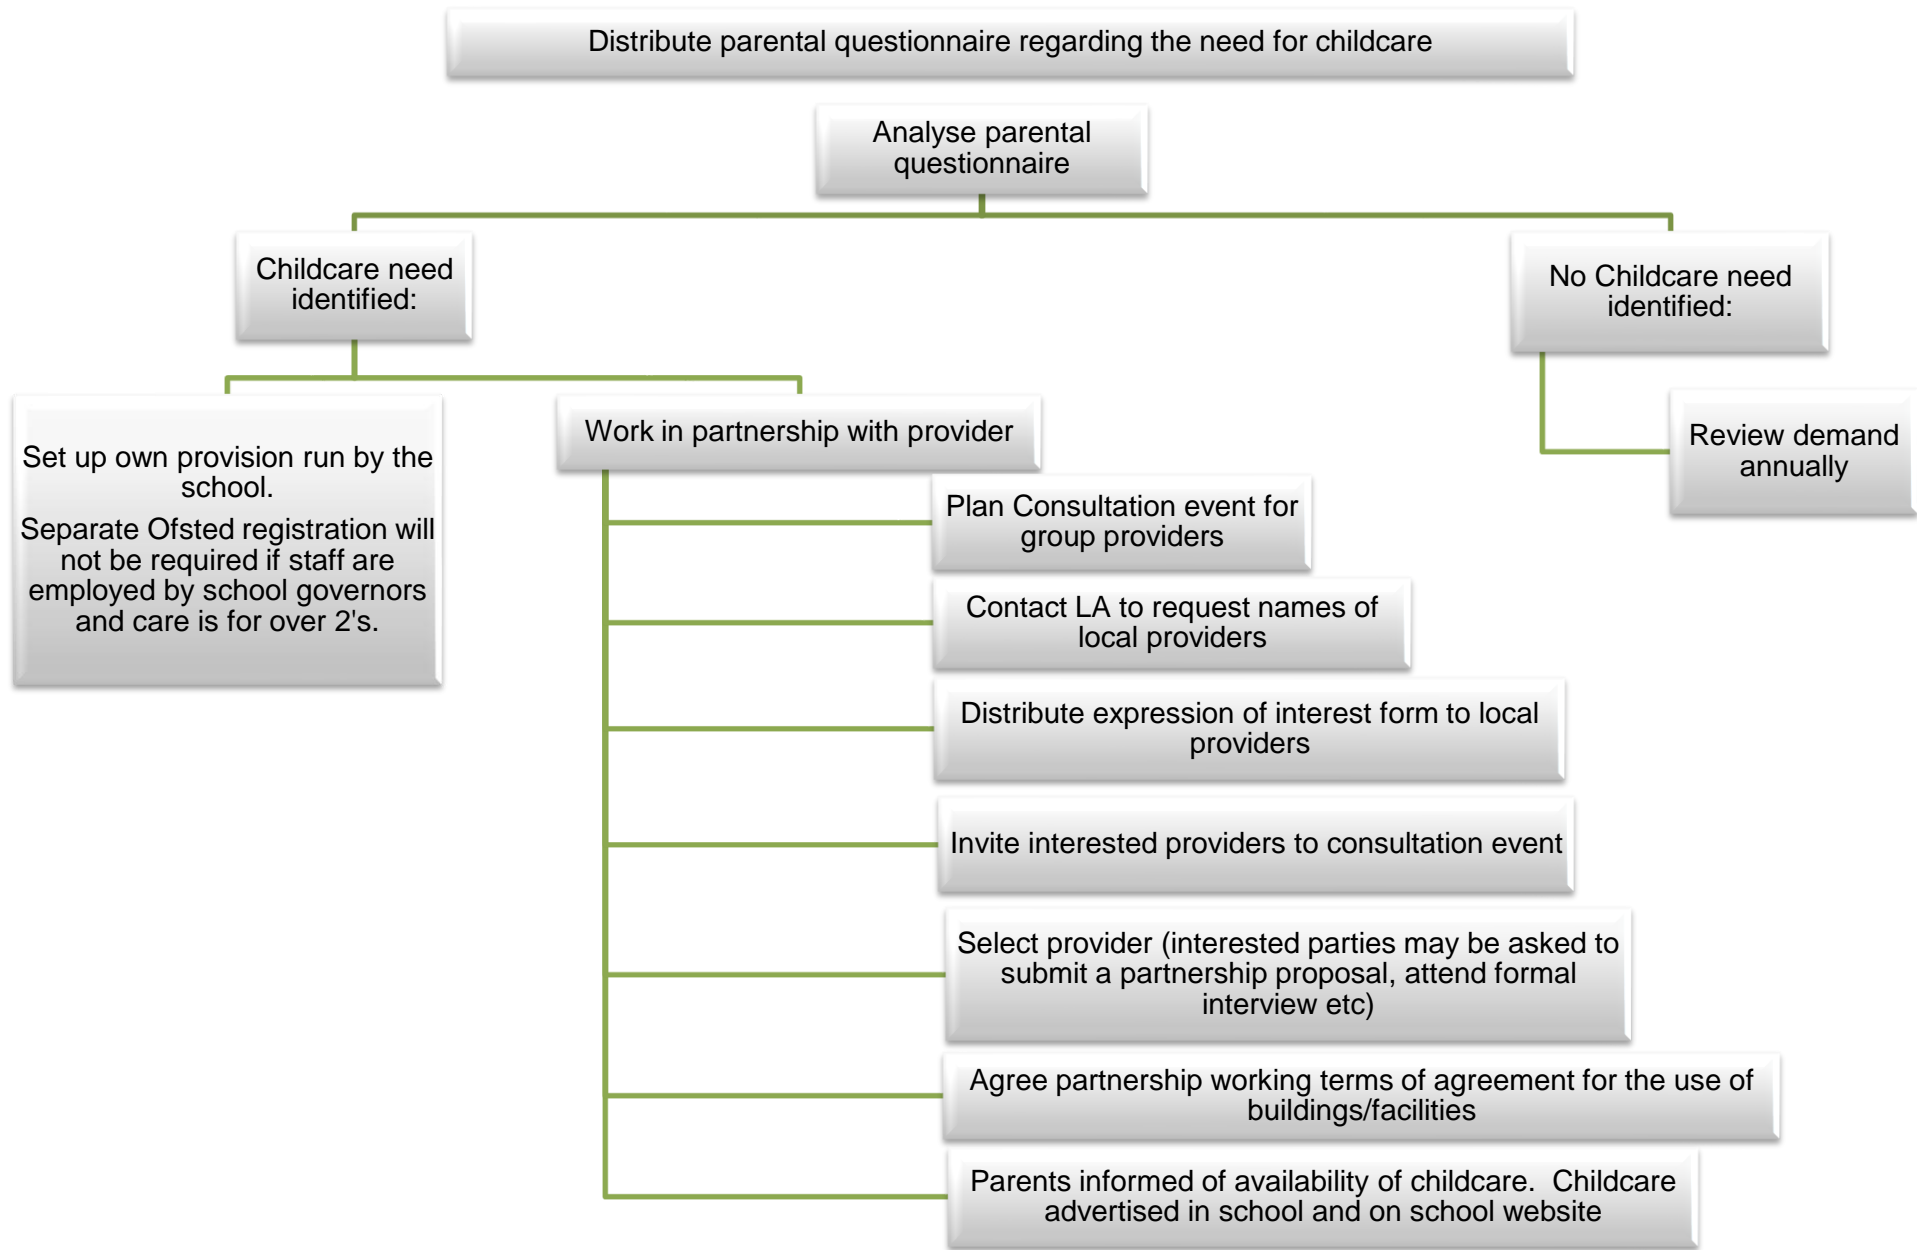 Distribute parental questionnaire regarding the need for childcare
Analyse parental
questionnaire
Childcare need
identified:
No Childcare need
identified:
Set up own provision run by the
school.
Separate Ofsted registration will
not be required if staff are
employed by school governors
and care is for over 2's.
Work in partnership with provider
Review demand
annually
Plan Consultation event for
group providers
Contact LA to request names of
local providers
Distribute expression of interest form to local
providers
Invite interested providers to consultation event
Select provider (interested parties may be asked to
submit a partnership proposal, attend formal
interview etc)
Agree partnership working terms of agreement for the use of
buildings/facilities
Parents informed of availability of childcare.  Childcare
advertised in school and on school website